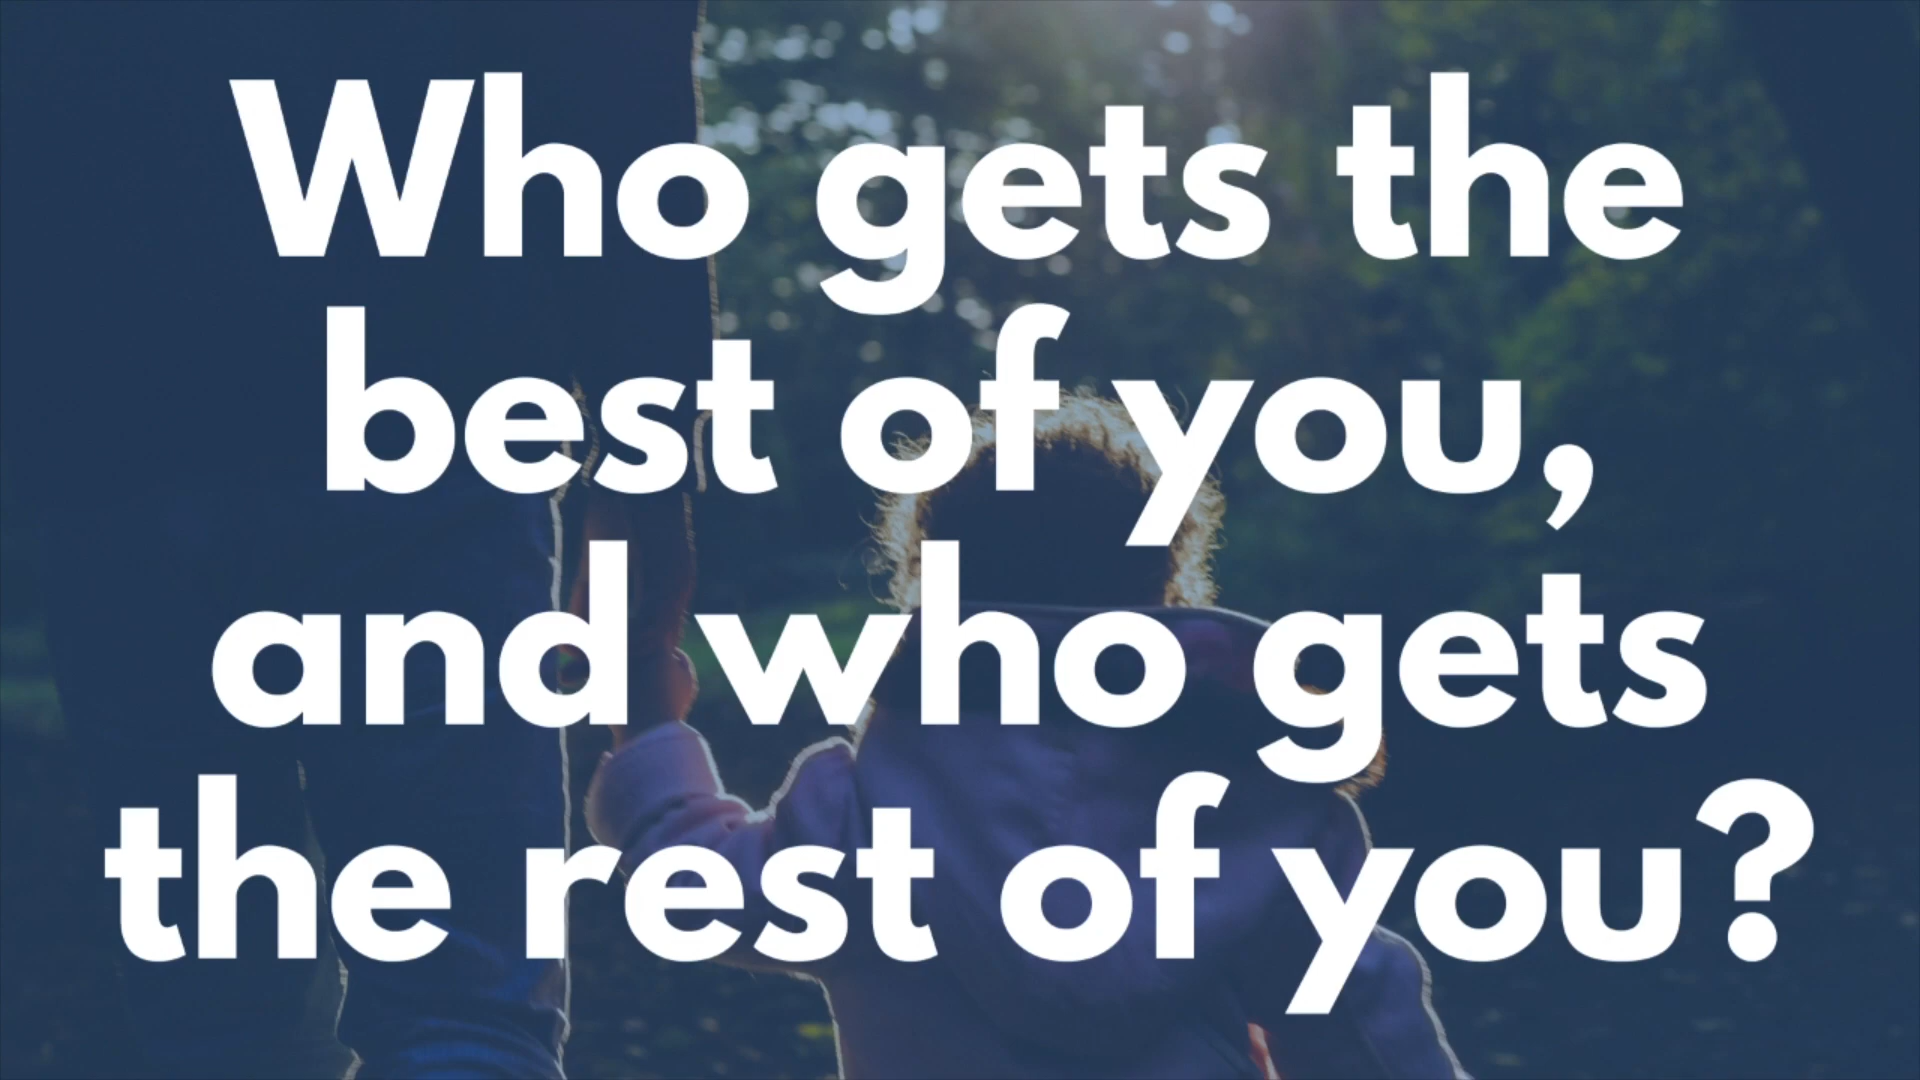 Who gets the
best of you,
and who gets
the rest of you?